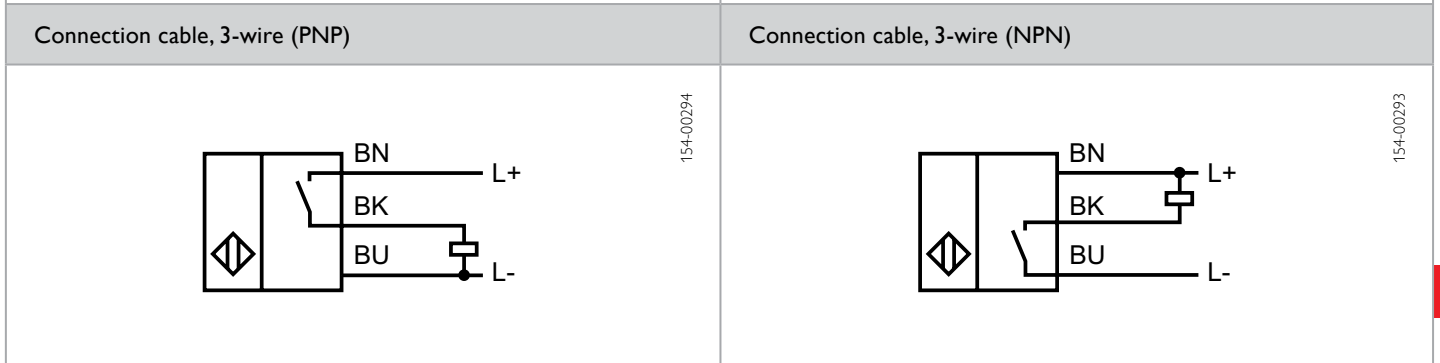 Connection cable, 3-wire (PNP)
Connection cable, 3-wire (NPN)
154-00294
BN
L+
BK
BU
L-
154-00293
BN
L+
BK
BU
L-